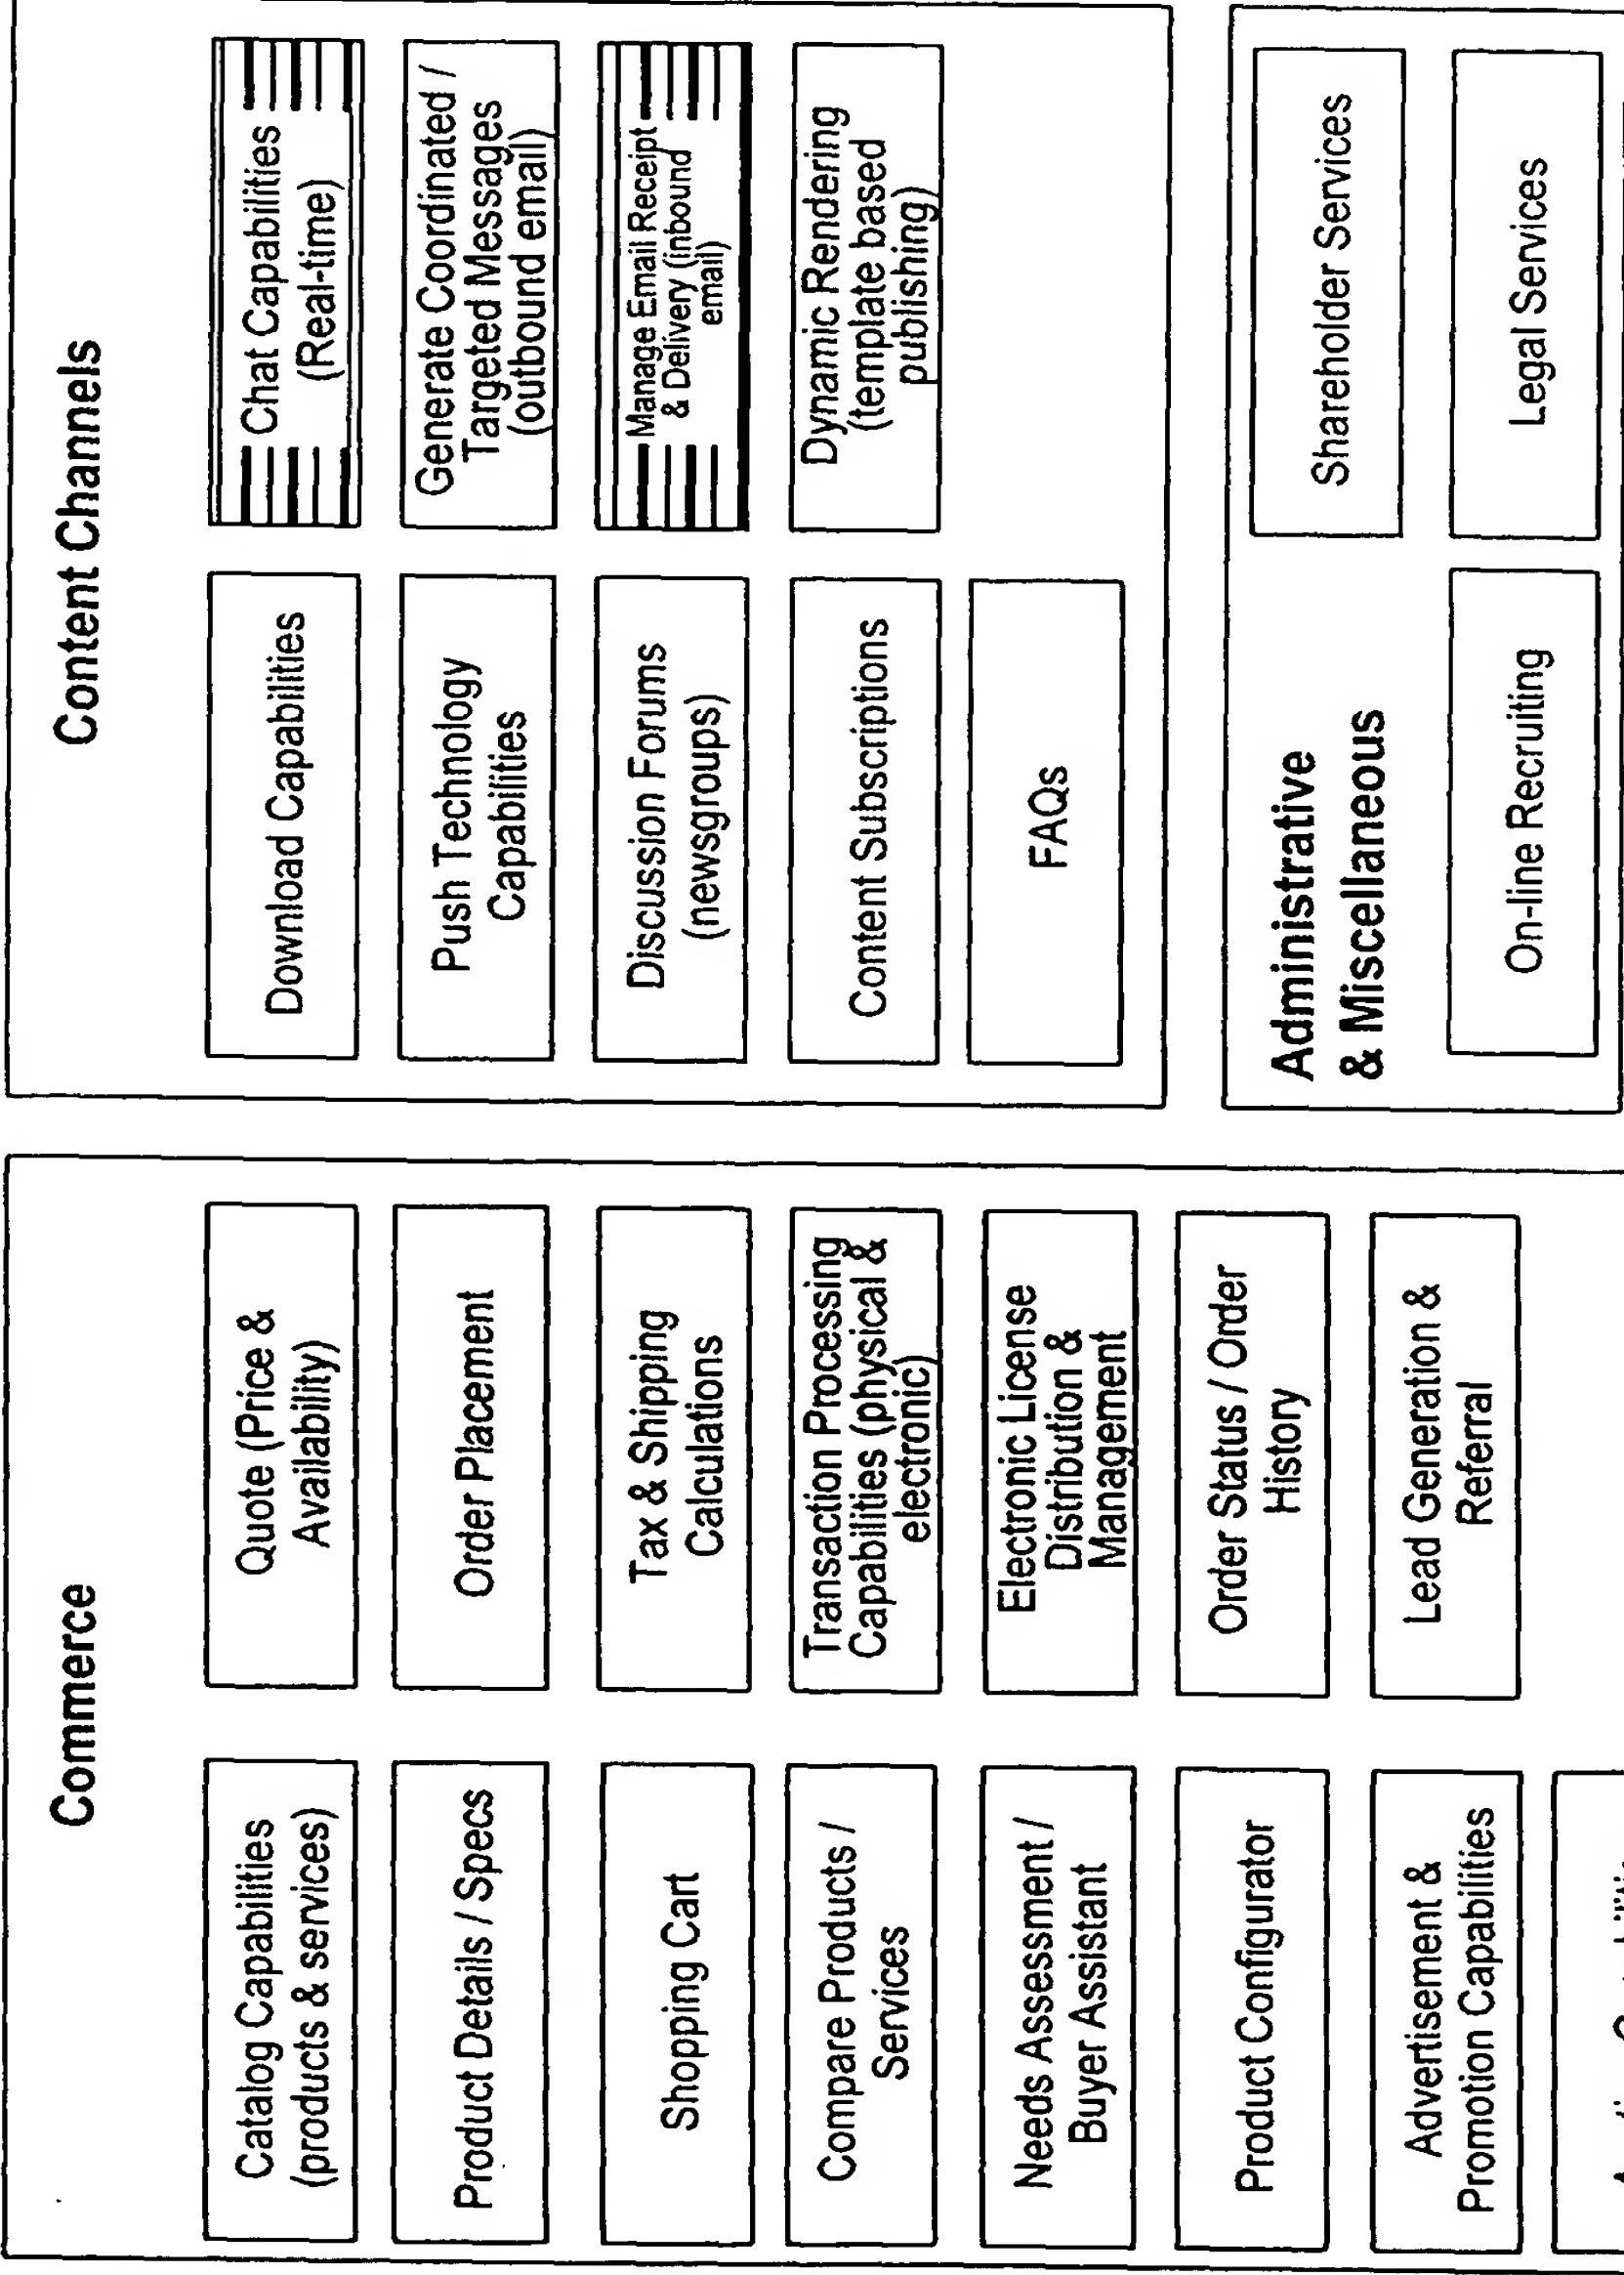 Commerce
Catalog Capabilities
(products & services)
Product Details / Specs
Shopping Cart
Compare Products /
Services
Needs Assessment /
Buyer Assistant
Product Configurator
Advertisement &
Promotion Capabilities
Quote (Price &
Availability)
Order Placement
Tax & Shipping
Calculations
Transaction Processing
Capabilities (physical &
electronic)
Electronic License
Distribution &
Management
Order Status / Order
History
Lead Generation &
Referral
Content Channels
Download Capabilities
Push Technology
Capabilities
Discussion Forums
(newsgroups)
Content Subscriptions
FAQs
Chat Capabilities
(Real-time)
Generate Coordinated /
Targeted Messages
(outbound email)
Manage Email Receipt
& Delivery (inbound
email)
Dynamic Rendering
(template based
publishing)
Administrative
& Miscellaneous
On-line Recruiting
Shareholder Services
Legal Services